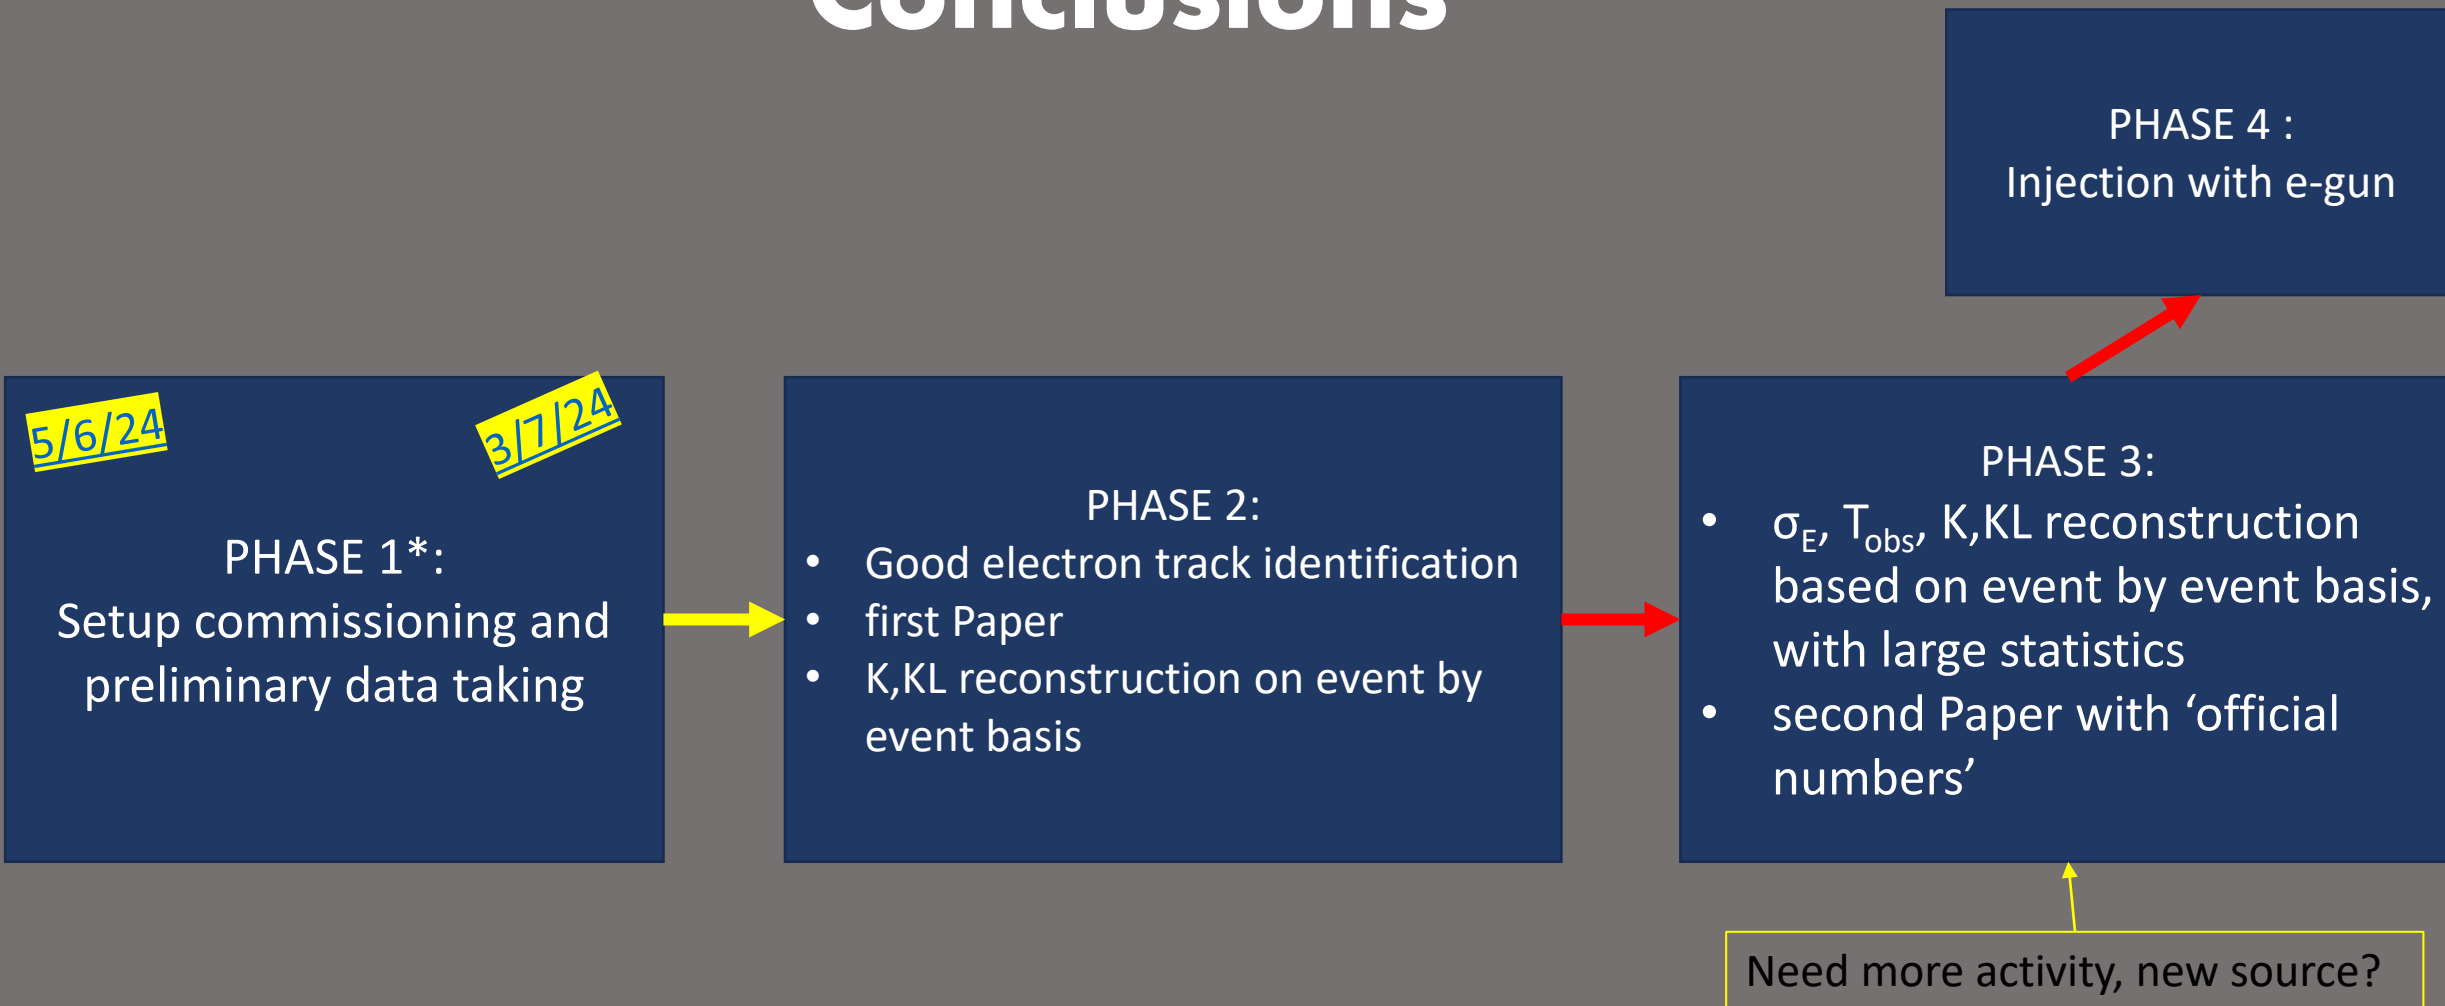 Conclusions
PHASE 4 :
Injection with e-gun
5/6/24
3/7/24
PHASE 1*:
Setup commissioning and
preliminary data taking
PHASE 2:
• Good electron track identification
• first Paper
• K,KL reconstruction on event by
event basis
PHASE 3:
• σE, Tobs, K,KL reconstruction
based on event by event basis,
with large statistics
• second Paper with ‘official
numbers’
Need more activity, new source?